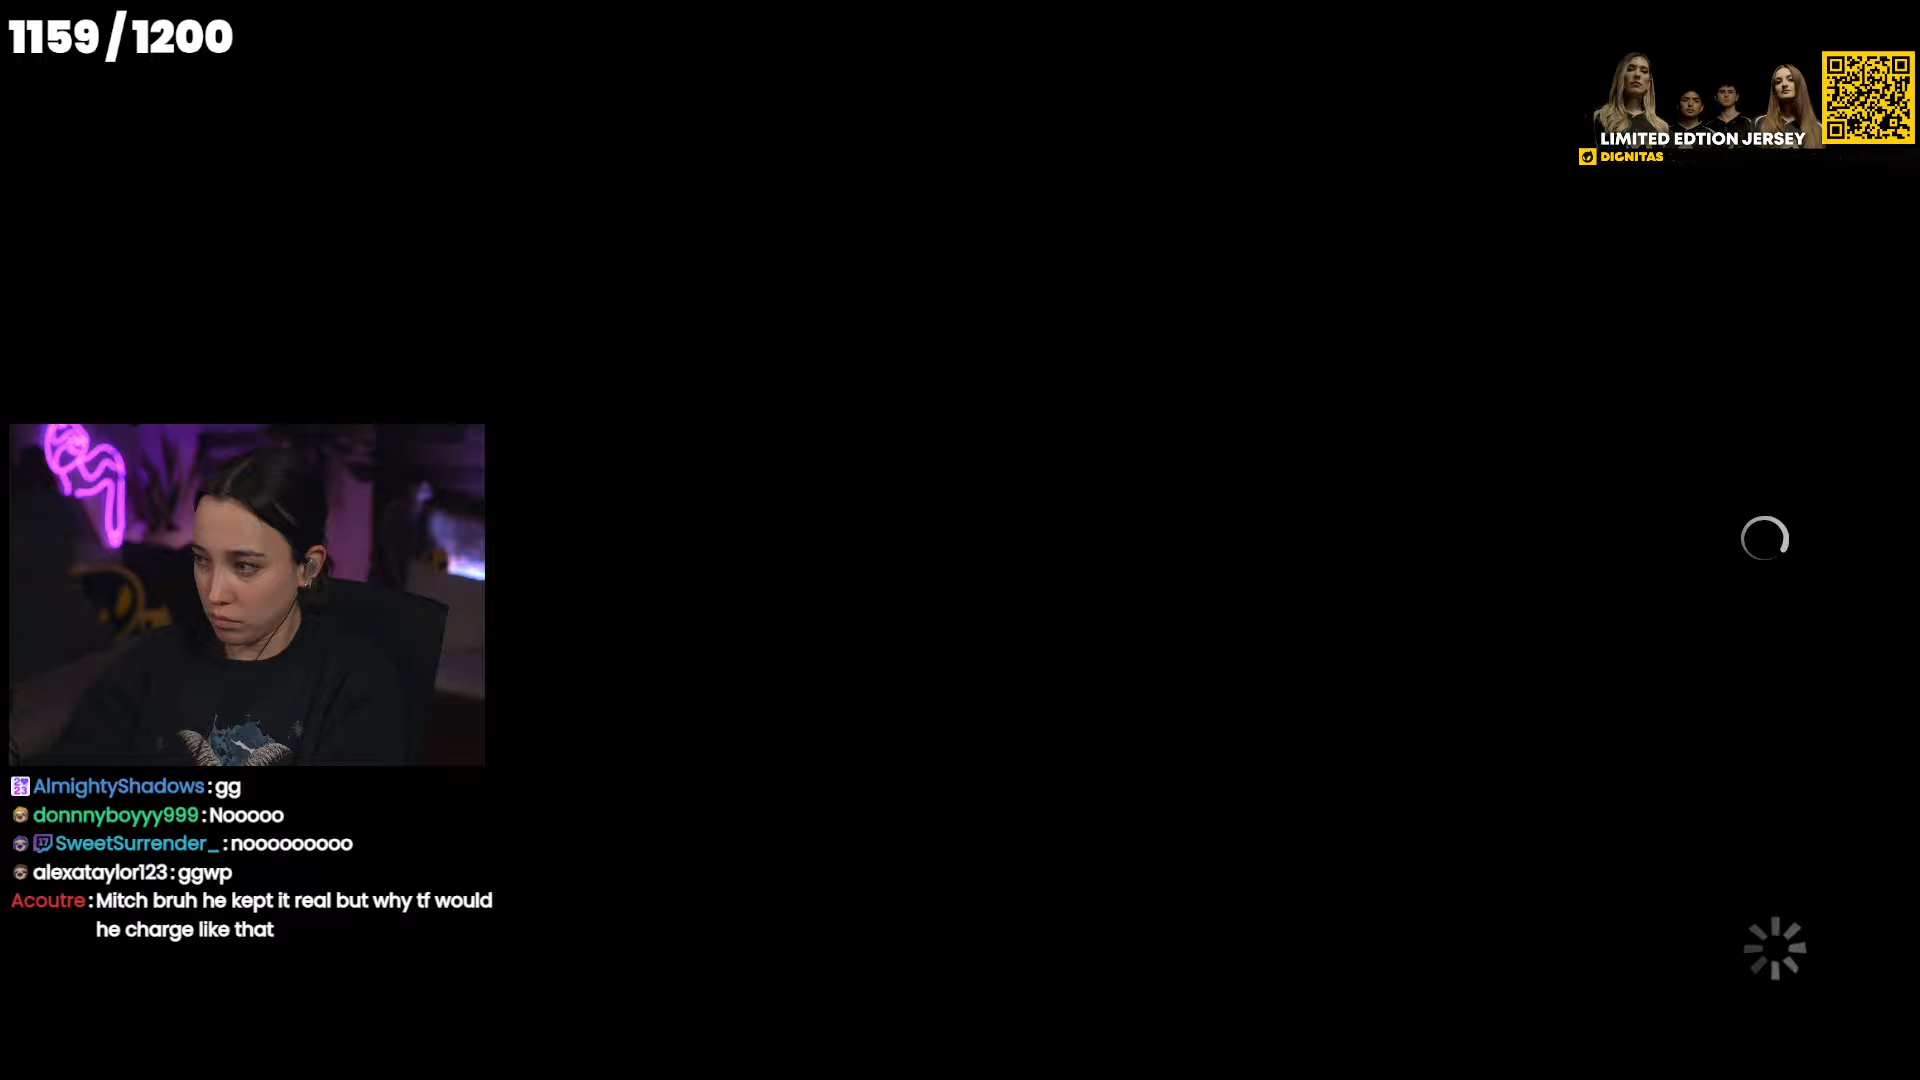 1159/1200
LIMITED EDTION JERSEY
DIGNITAS
AlmightyShadows: gg
donnnyboyyy999: Nooooo
SweetSurrender_: nooooooooo
alexataylor123: ggwp
Acoutre: Mitch bruh he kept it real but why tf would
he charge like that